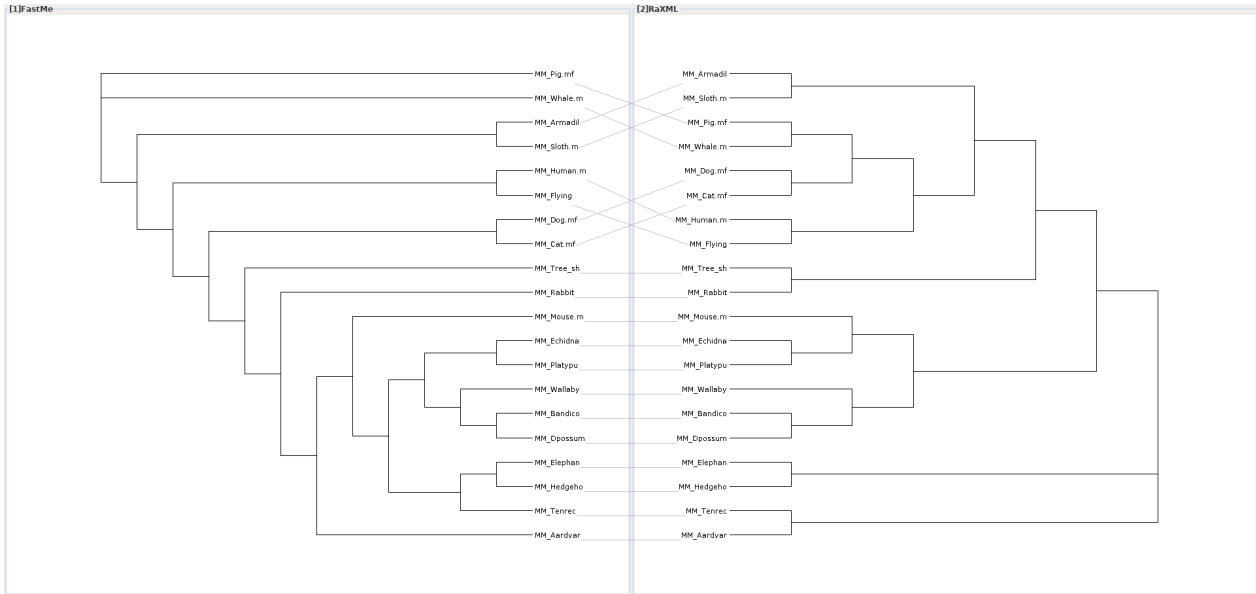 [1]FastMe
[2]RaXML
MM_Pig.mf
MM_Whale.m
MM_Armadil
MM_Sloth.m
MM_Human.m
MM_Flying
MM_Dog.mf
MM_Cat.mf
MM_Tree_sh
MM_Rabbit
MM_Mouse.m
MM_Echidna
MM_Platypu
MM_Wallaby
MM_Bandico
MM_Opossum
MM_Elephan
MM_Hedgeho
MM_Tenrec
MM_Aardvar
MM_Armadil
MM_Sloth.m
MM_Pig.mf
MM_Whale.m
MM_Dog.mf
MM_Cat.mf
MM_Human.m
MM_Flying
MM_Tree_sh
MM_Rabbit
MM_Mouse.m
MM_Echidna
MM_Platypu
MM_Wallaby
MM_Bandico
MM_Opossum
MM_Elephan
MM_Hedgeho
MM_Tenrec
MM_Aardvar